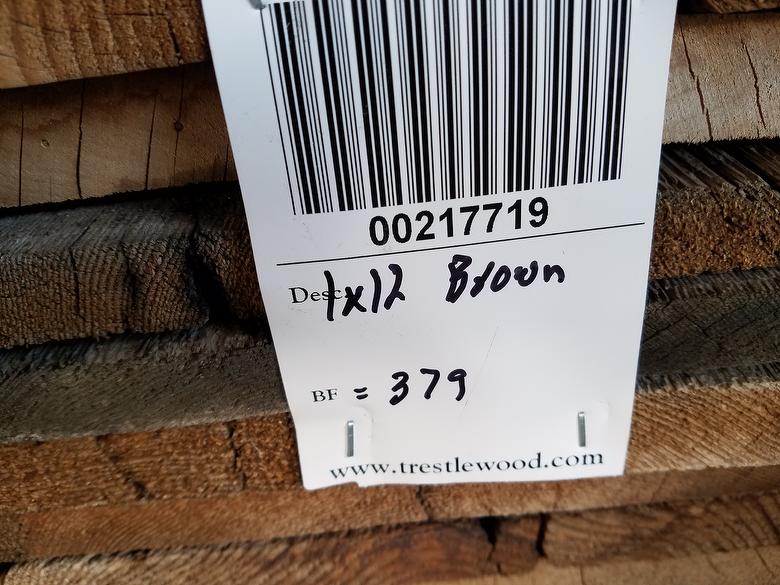 00217719
Desc. 1x12 Brown
BF = 379
www.trestlewood.com